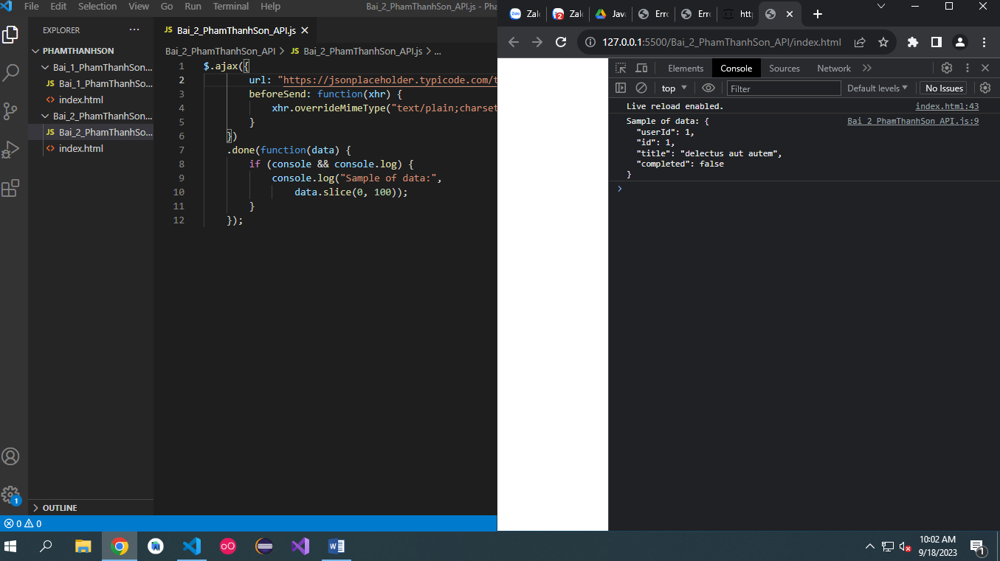 File Edit Selection View Go Run Terminal Help Bai_2_PhamThanhSon_API.js - Pha
EXPLORER ···
PHAMTHANHSON
Bai_1_PhamThanhSon...
JS Bai_1_PhamThanhSo...
<> index.html
Bai_2_PhamThanhSon...
JS Bai_2_PhamThanhSo...
<> index.html
OUTLINE
1
0 0
JS Bai_2_PhamThanhSon_API.js
Bai_2_PhamThanhSon_API > JS Bai_2_PhamThanhSon_API.js > ...
1 $.ajax({
2 url: "https://jsonplaceholder.typicode.com/t
3 beforeSend: function(xhr) {
4 xhr.overrideMimeType("text/plain;charset
5 }
6 })
7 .done(function(data) {
8 if (console && console.log) {
9 console.log("Sample of data:",
10 data.slice(0, 100));
11 }
12 });
Zalo Zal 2 Zal Java Erro Erro http
127.0.0.1:5500/Bai_2_PhamThanhSon_API/index.html
Elements Console Sources Network
top Filter Default levels No Issues
Live reload enabled. index.html:43
Sample of data: { Bai_2_PhamThanhSon_API.js:9
"userId": 1,
"id": 1,
"title": "delectus aut autem",
"completed": false
}
>
10:02 AM
9/18/2023
1